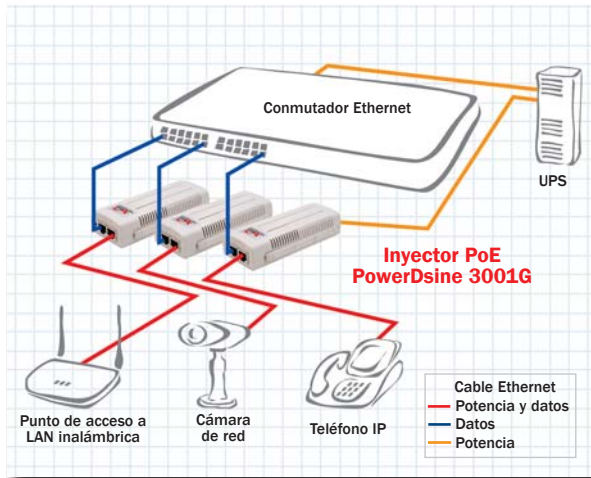 Conmutador Ethernet
UPS
Inyector PoE
PowerDsine 3001G
Punto de acceso a
LAN inalámbrica
Cámara
de red
Teléfono IP
Cable Ethernet
Potencia y datos
Datos
Potencia